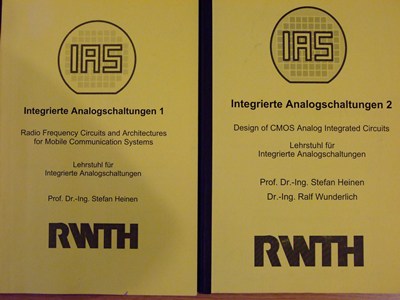 IAS
Integrierte Analogschaltungen 1
Radio Frequency Circuits and Architectures
for Mobile Communication Systems
Lehrstuhl für
Integrierte Analogschaltungen
Prof. Dr.-Ing. Stefan Heinen
RWTH
IAS
Integrierte Analogschaltungen 2
Design of CMOS Analog Integrated Circuits
Lehrstuhl für
Integrierte Analogschaltungen
Prof. Dr.-Ing. Stefan Heinen
Dr.-Ing. Ralf Wunderlich
RWTH